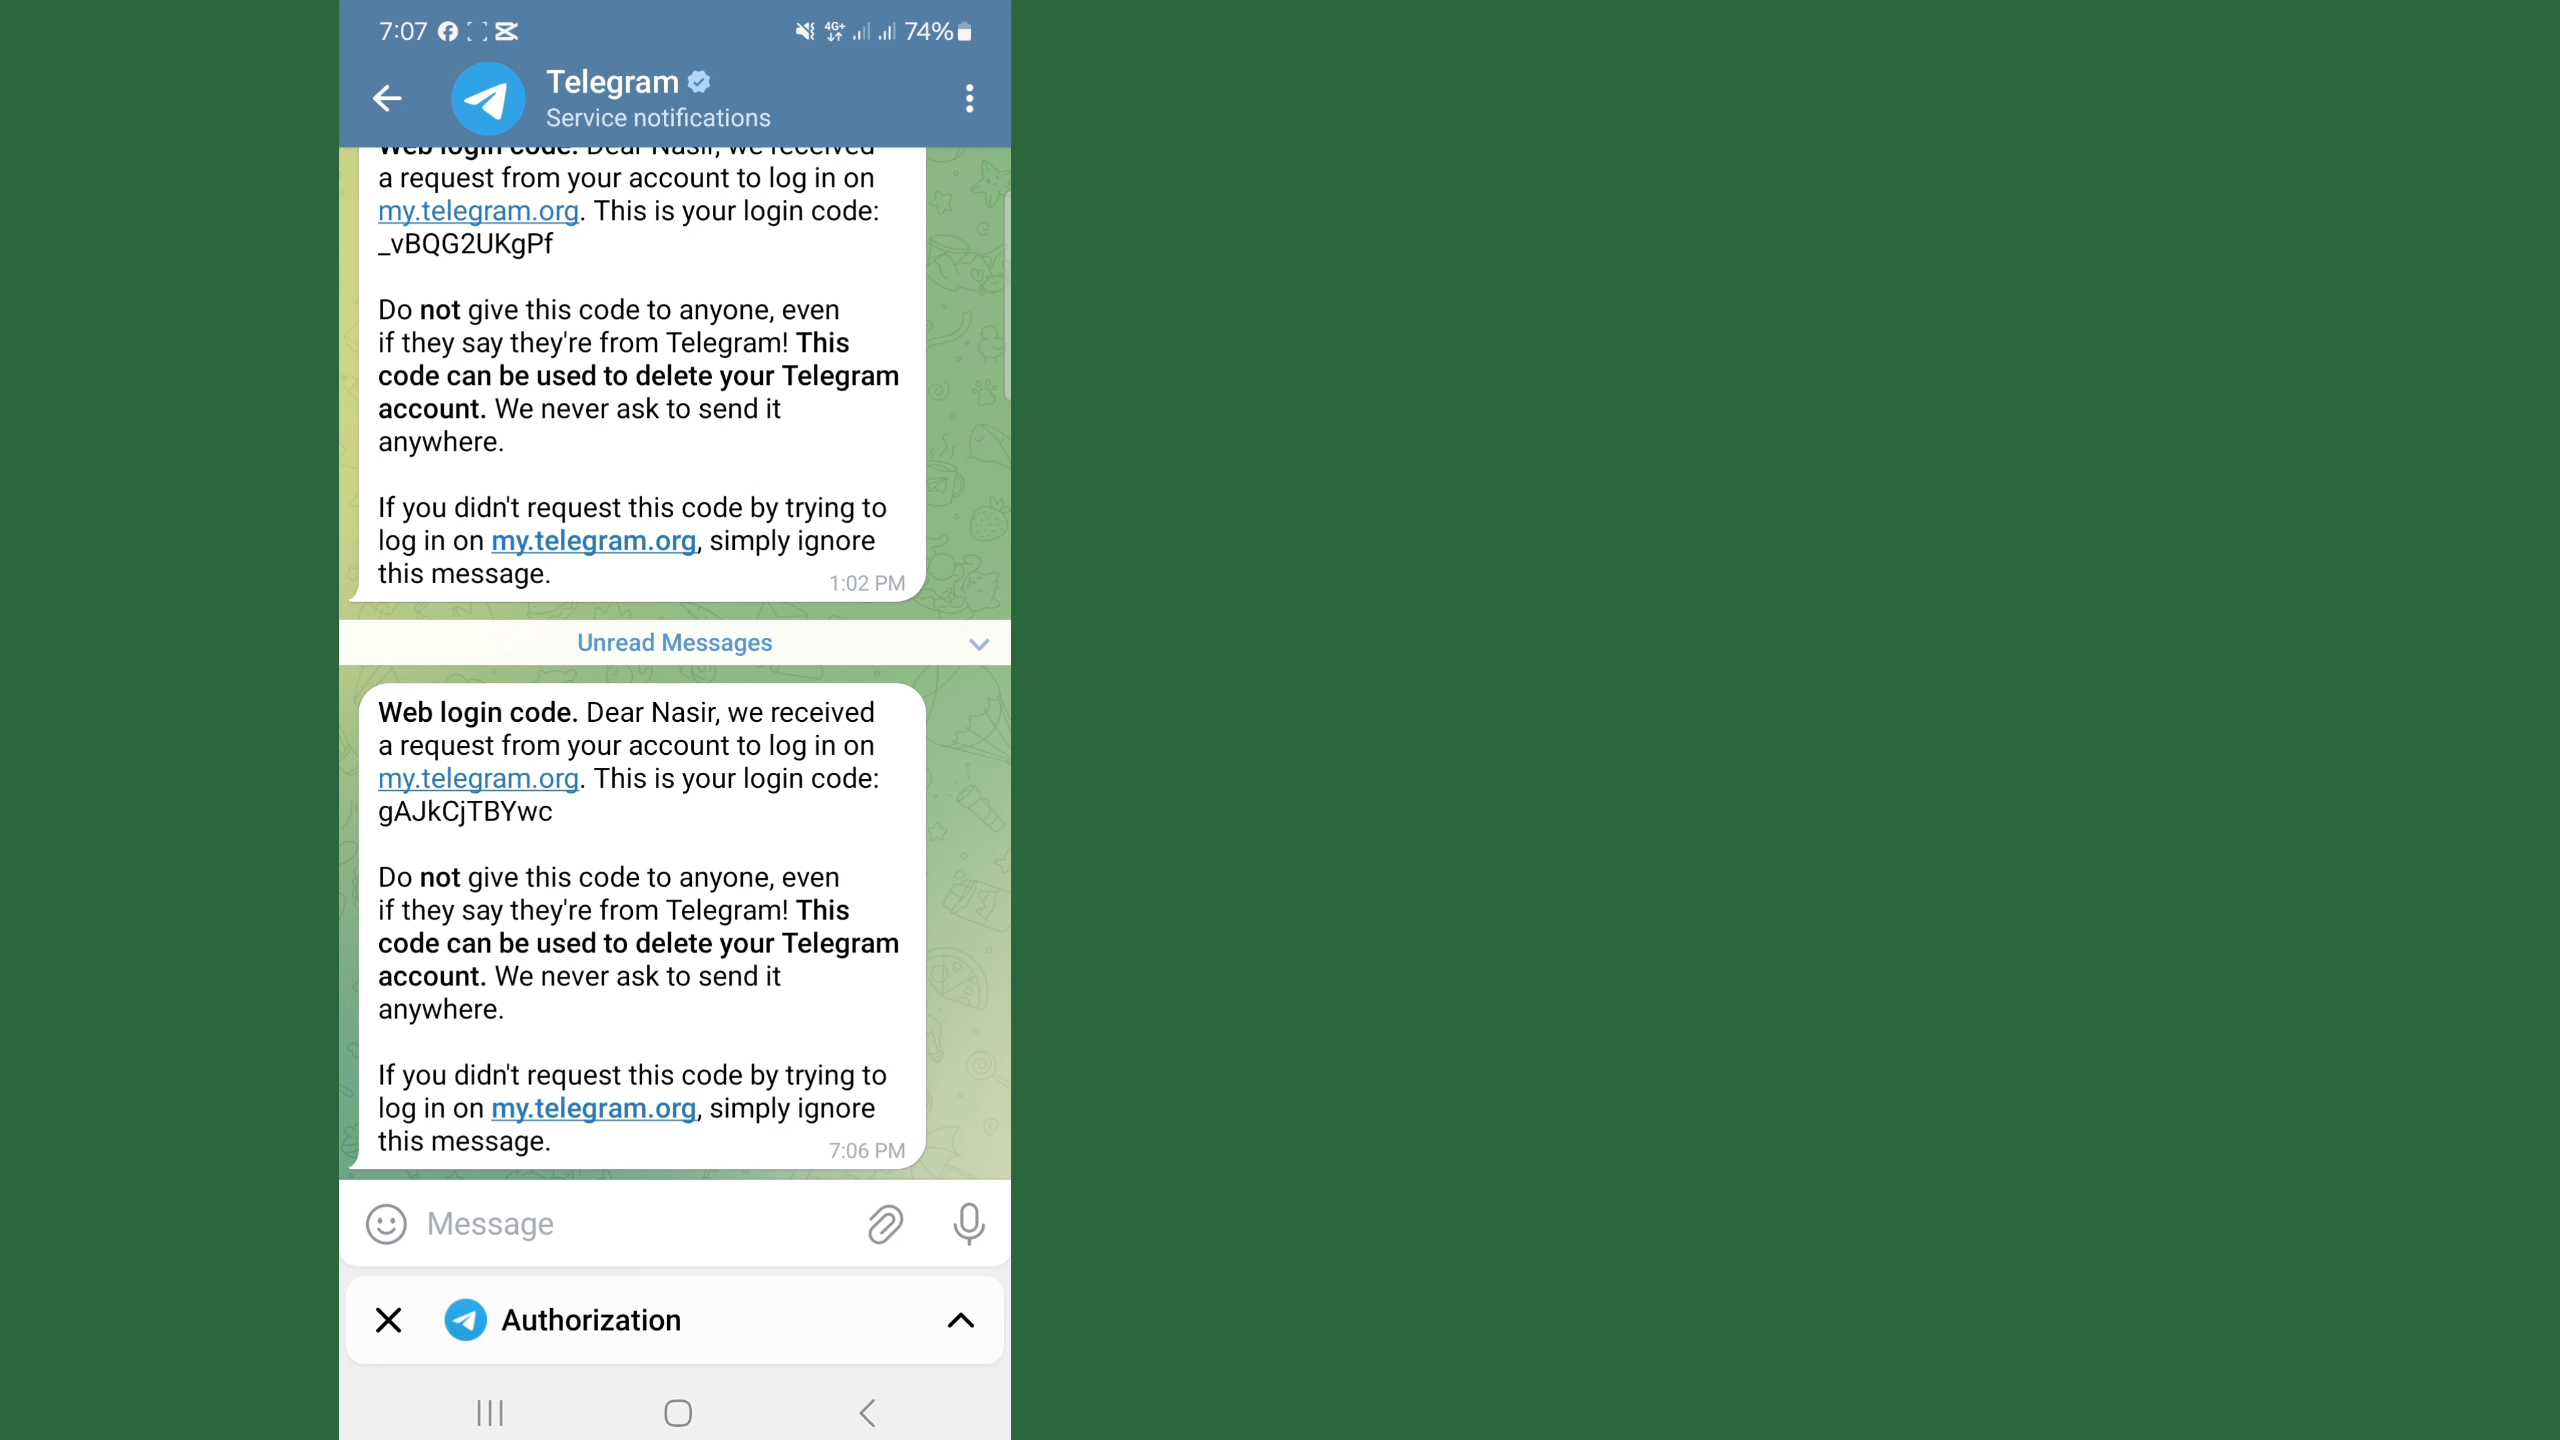 7:07
4G+
74%
Telegram
Service notifications
Web login code. Dear Nasir, we received
a request from your account to log in on
my.telegram.org. This is your login code:
_vBQG2UKgPf
Do not give this code to anyone, even
if they say they're from Telegram! This
code can be used to delete your Telegram
account. We never ask to send it
anywhere.
If you didn't request this code by trying to
log in on my.telegram.org, simply ignore
this message.
1:02 PM
Unread Messages
Web login code. Dear Nasir, we received
a request from your account to log in on
my.telegram.org. This is your login code:
gAJkCjTBYwc
Do not give this code to anyone, even
if they say they're from Telegram! This
code can be used to delete your Telegram
account. We never ask to send it
anywhere.
If you didn't request this code by trying to
log in on my.telegram.org, simply ignore
this message.
7:06 PM
Message
Authorization